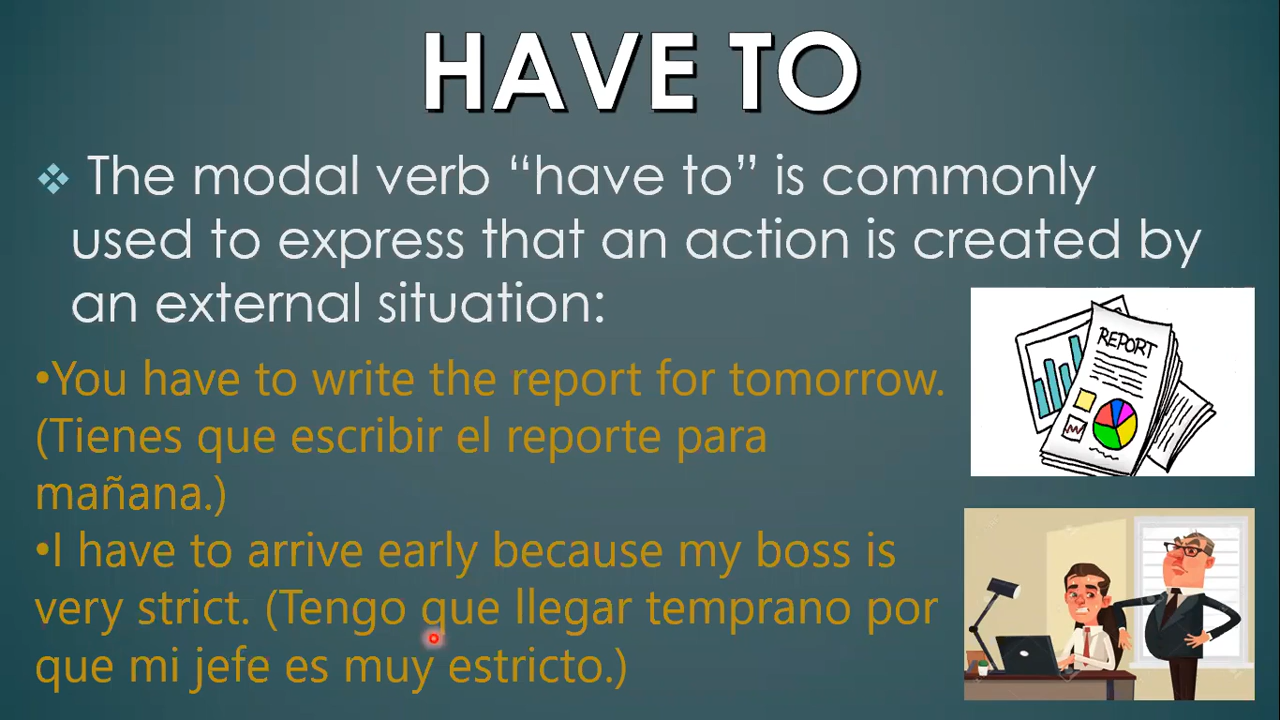 HAVE TO
❖ The modal verb “have to” is commonly
used to express that an action is created by
an external situation:
•You have to write the report for tomorrow.
(Tienes que escribir el reporte para
mañana.)
•I have to arrive early because my boss is
very strict. (Tengo que llegar temprano por
que mi jefe es muy estricto.)
REPORT